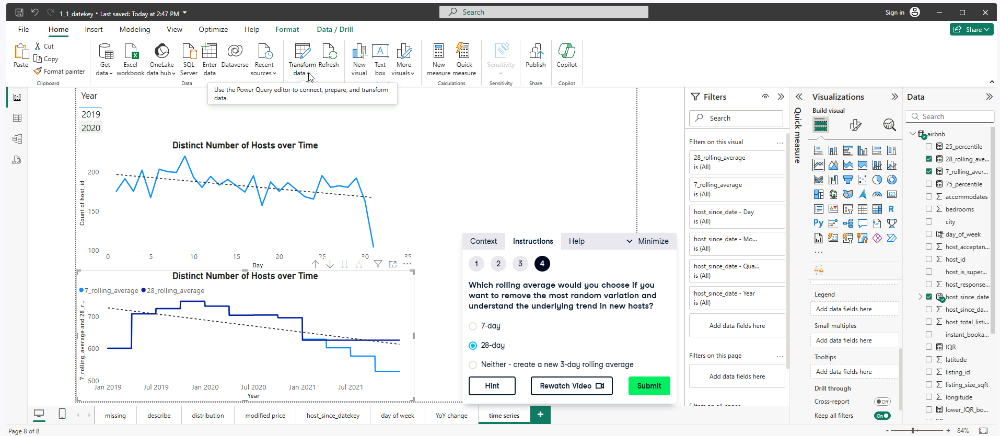 1_1_datekey • Last saved: Today at 2:47 PM
Search
Sign in
File
Home
Insert
Modeling
View
Optimize
Help
Format
Data / Drill
Share
Paste
Cut
Copy
Format painter
Clipboard
Get data
Excel workbook
OneLake data hub
SQL Server
Enter data
Dataverse
Recent sources
Data
Transform data
Refresh
New visual
Text box
More visuals
New measure
Quick measure
Calculations
Sensitivity
Sensitivity
Publish
Share
Copilot
Copilot
Use the Power Query editor to connect, prepare, and transform
data.
Year
2019
2020
Distinct Number of Hosts over Time
Count of host_id
200
150
100
0 5 10 15 20 25 30 35
Day
Distinct Number of Hosts over Time
7_rolling_average 28_rolling_average
7_rolling_average and 28_r...
700
600
500
Jan 2019 Jul 2019 Jan 2020 Jul 2020 Jan 2021 Jul 2021
Year
Context
Instructions
Help
Minimize
1 2 3 4
Which rolling average would you choose if you
want to remove the most random variation and
understand the underlying trend in new hosts?
7-day
28-day
Neither - create a new 3-day rolling average
Hint
Rewatch Video
Submit
Filters
Search
Filters on this visual ...
28_rolling_average
is (All)
7_rolling_average
is (All)
host_since_date - Day
is (All)
host_since_date - Mo...
is (All)
host_since_date - Qua...
is (All)
host_since_date - Year
is (All)
Add data fields here
Filters on this page ...
Add data fields here
Quick measure
Visualizations
Build visual
123
R
Py
...
Legend
Add data fields here
Small multiples
Add data fields here
Tooltips
Add data fields here
Drill through
Cross-report Off
Keep all filters On
Data
Search
airbnb
25_percentile
28_rolling_ave...
7_rolling_aver...
75_percentile
accommodates
bedrooms
city
day_of_week
host_acceptan...
host_id
host_is_super...
host_response...
host_since_date
host_since_da...
host_total_listi...
instant_booka...
IQR
latitude
listing_id
listing_size_sqft
longitude
lower_IQR_bo...
missing
describe
distribution
modified price
host_since_datekey
day of week
YoY change
time series
+
Page 8 of 8
- + 84%